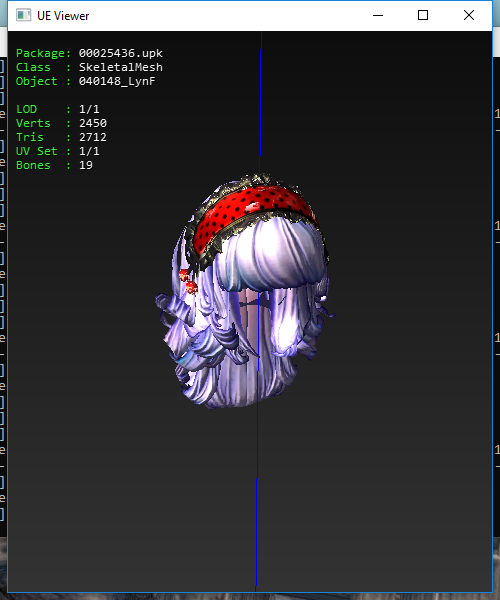 UE Viewer
Package: 00025436.upk
Class : SkeletalMesh
Object : 040148_LynF
LOD : 1/1
Verts : 2450
Tris : 2712
UV Set : 1/1
Bones : 19